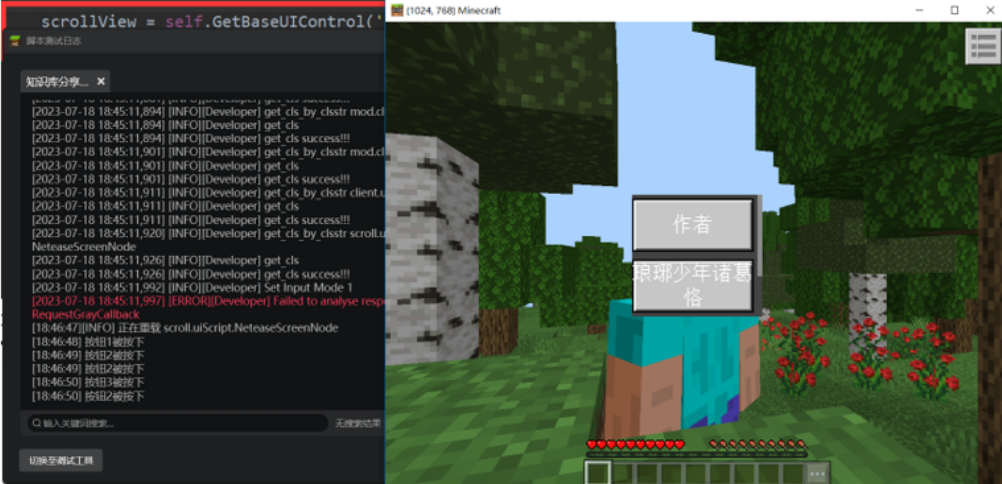 scrollView = self.GetBaseUIControl('
脚本测试日志
知识库分享...
[2023-07-18 18:45:11,881] [INFO][Developer] get_cls success!!!
[2023-07-18 18:45:11,894] [INFO][Developer] get_cls_by_clsstr mod.cl
[2023-07-18 18:45:11,894] [INFO][Developer] get_cls
[2023-07-18 18:45:11,894] [INFO][Developer] get_cls success!!!
[2023-07-18 18:45:11,901] [INFO][Developer] get_cls_by_clsstr mod.cl
[2023-07-18 18:45:11,901] [INFO][Developer] get_cls
[2023-07-18 18:45:11,901] [INFO][Developer] get_cls success!!!
[2023-07-18 18:45:11,911] [INFO][Developer] get_cls_by_clsstr client.u
[2023-07-18 18:45:11,911] [INFO][Developer] get_cls
[2023-07-18 18:45:11,911] [INFO][Developer] get_cls success!!!
[2023-07-18 18:45:11,920] [INFO][Developer] get_cls_by_clsstr scroll.u
NeteaseScreenNode
[2023-07-18 18:45:11,926] [INFO][Developer] get_cls
[2023-07-18 18:45:11,926] [INFO][Developer] get_cls success!!!
[2023-07-18 18:45:11,992] [INFO][Developer] Set Input Mode 1
[2023-07-18 18:45:11,997] [ERROR][Developer] Failed to analyse resp
RequestGrayCallback
[18:46:47][INFO] 正在重载 scroll.uiScript.NeteaseScreenNode
[18:46:48] 按钮1被按下
[18:46:49] 按钮2被按下
[18:46:49] 按钮2被按下
[18:46:50] 按钮3被按下
[18:46:50] 按钮2被按下
输入关键词搜索...
无搜索结果
切换至调试工具
(1024, 768) Minecraft
作者
琅琊少年诸葛
恪